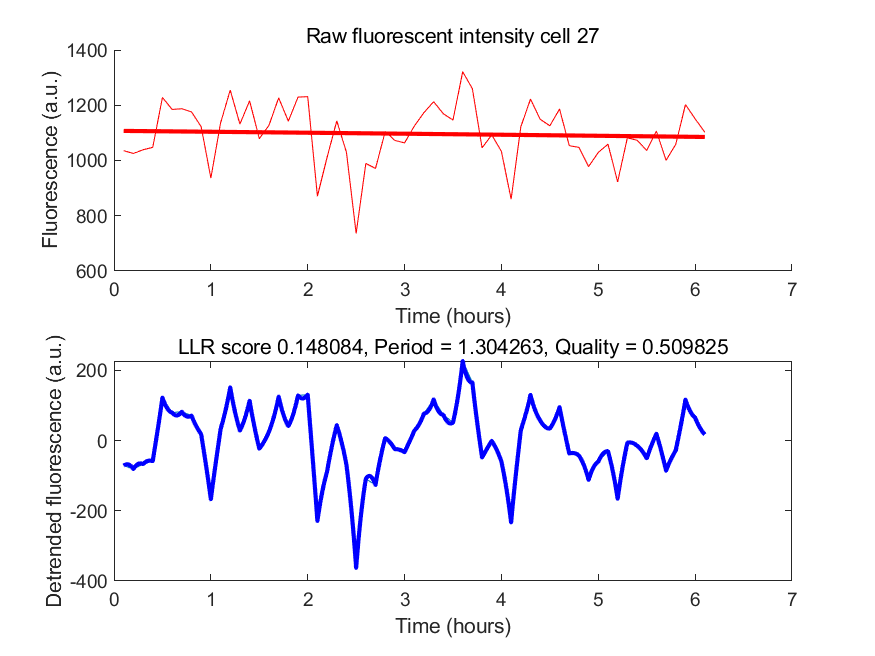 Raw fluorescent intensity cell 27
1400
1200
1000
800
600
Fluorescence (a.u.)
0 1 2 3 4 5 6 7
Time (hours)
LLR score 0.148084, Period = 1.304263, Quality = 0.509825
200
0
-200
-400
Detrended fluorescence (a.u.)
0 1 2 3 4 5 6 7
Time (hours)